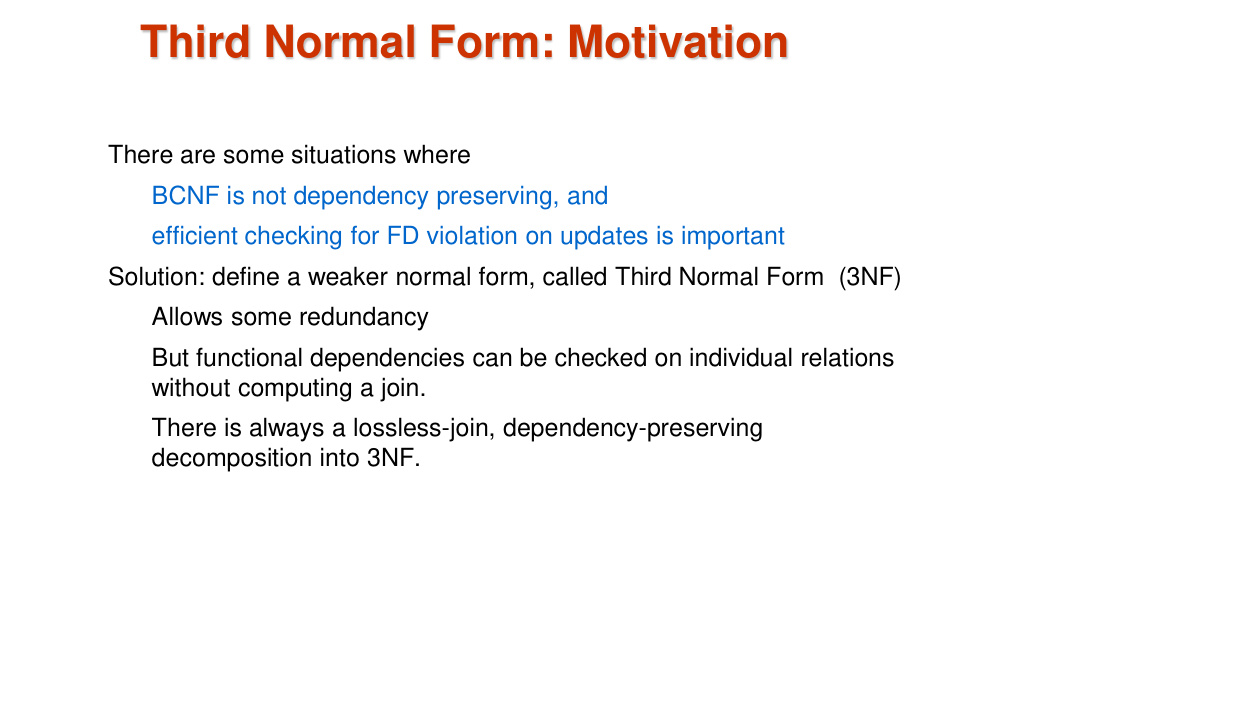 Third Normal Form: Motivation
There are some situations where
BCNF is not dependency preserving, and
efficient checking for FD violation on updates is important
Solution: define a weaker normal form, called Third Normal Form  (3NF)
Allows some redundancy
But functional dependencies can be checked on individual relations
without computing a join.
There is always a lossless-join, dependency-preserving
decomposition into 3NF.